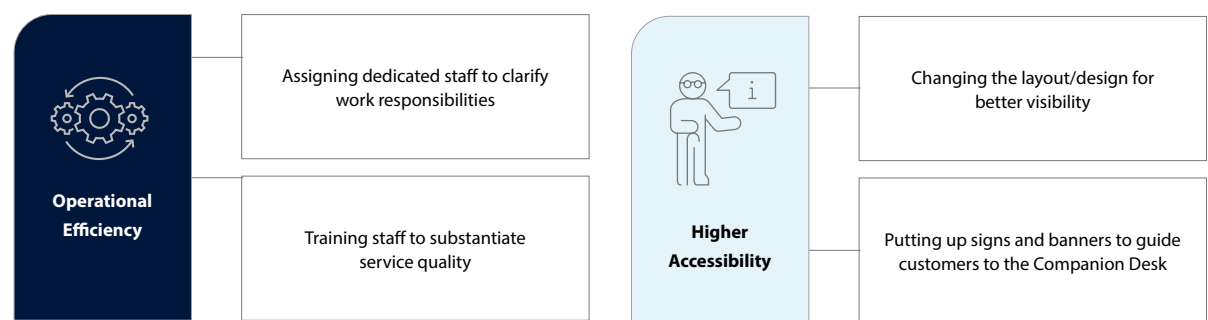 Operational
Efficiency
Assigning dedicated staff to clarify
work responsibilities
Training staff to substantiate
service quality
i
Higher
Accessibility
Changing the layout/design for
better visibility
Putting up signs and banners to guide
customers to the Companion Desk